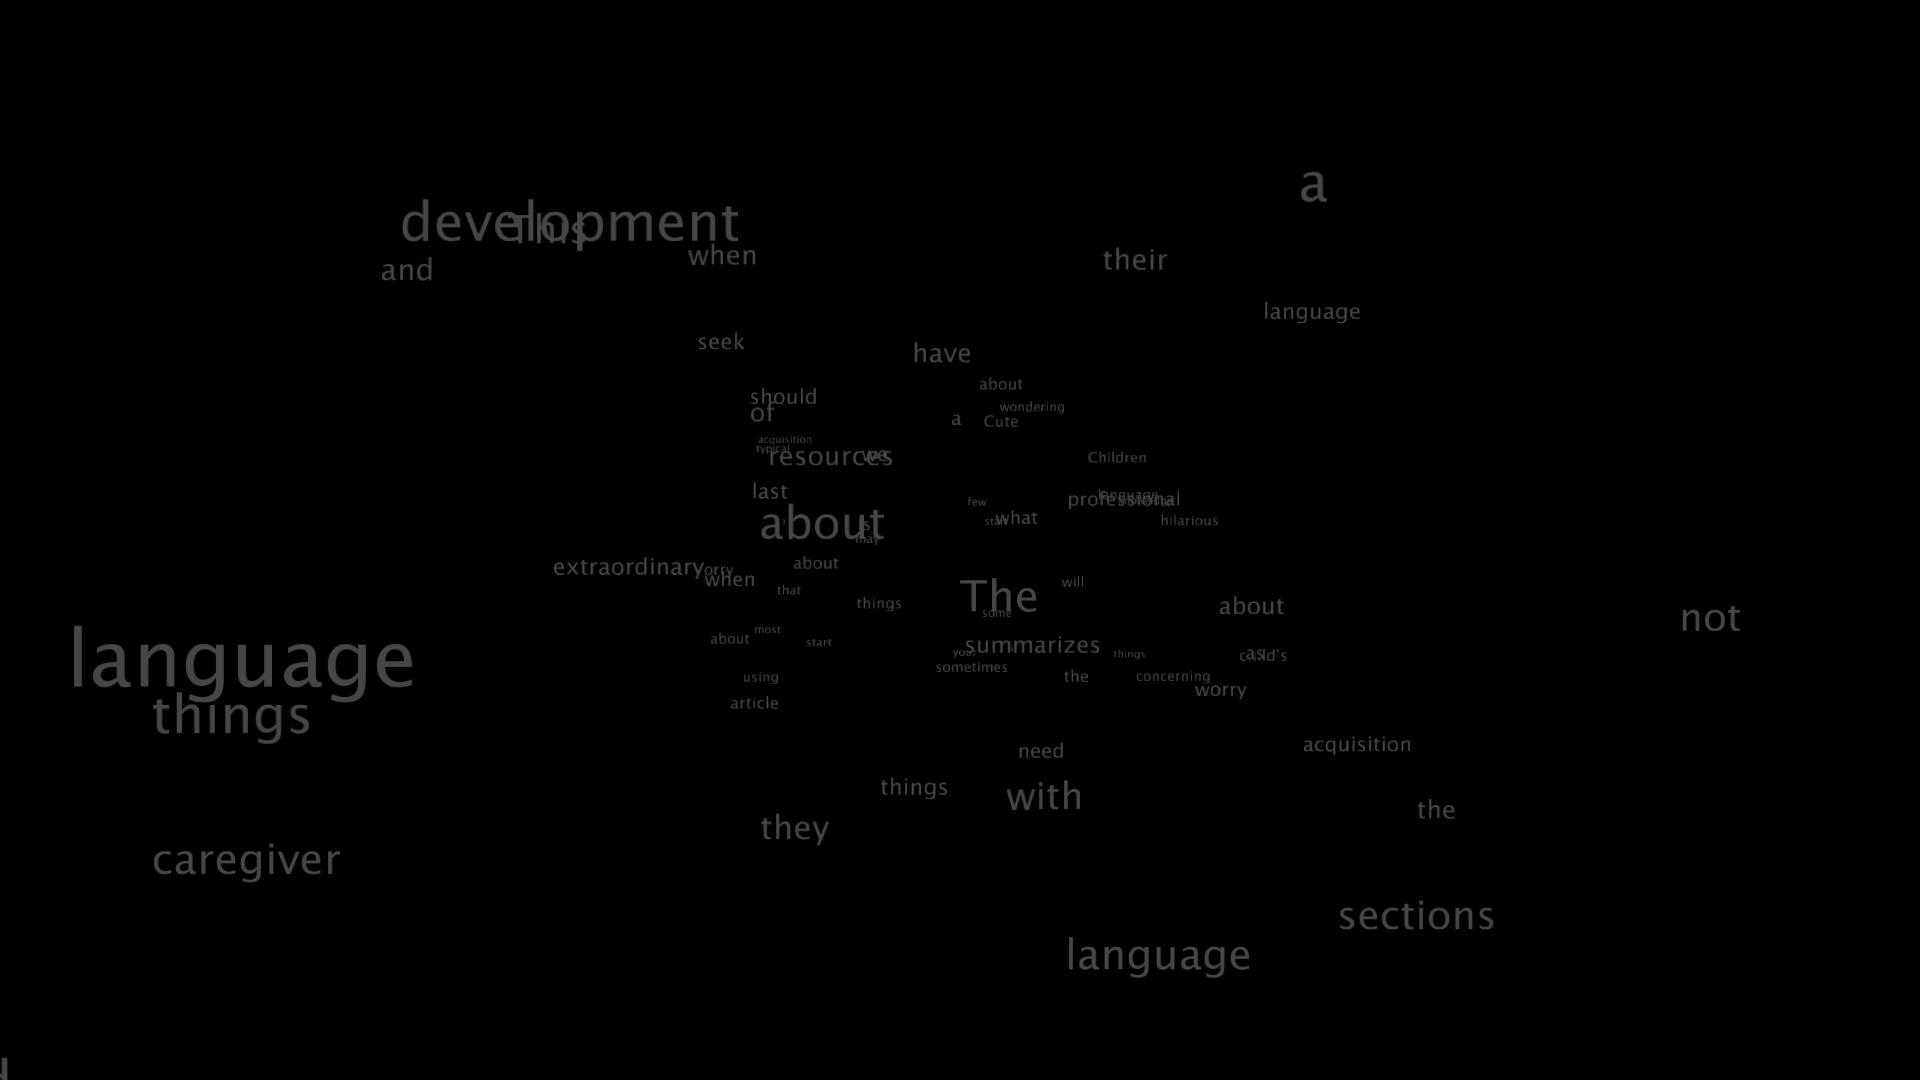 a
development
This
when
and
their
language
seek
have
about
should
wondering
of
a
Cute
acquisition
typical
resources
we
Children
last
language
professional
few
what
start
hilarious
about
is
may
about
extraordinary
orry
when
will
that
The
things
some
about
not
most
about
start
summarizes
your
things
as
child's
language
sometimes
the
concerning
using
worry
article
things
need
acquisition
things
with
the
they
caregiver
sections
language